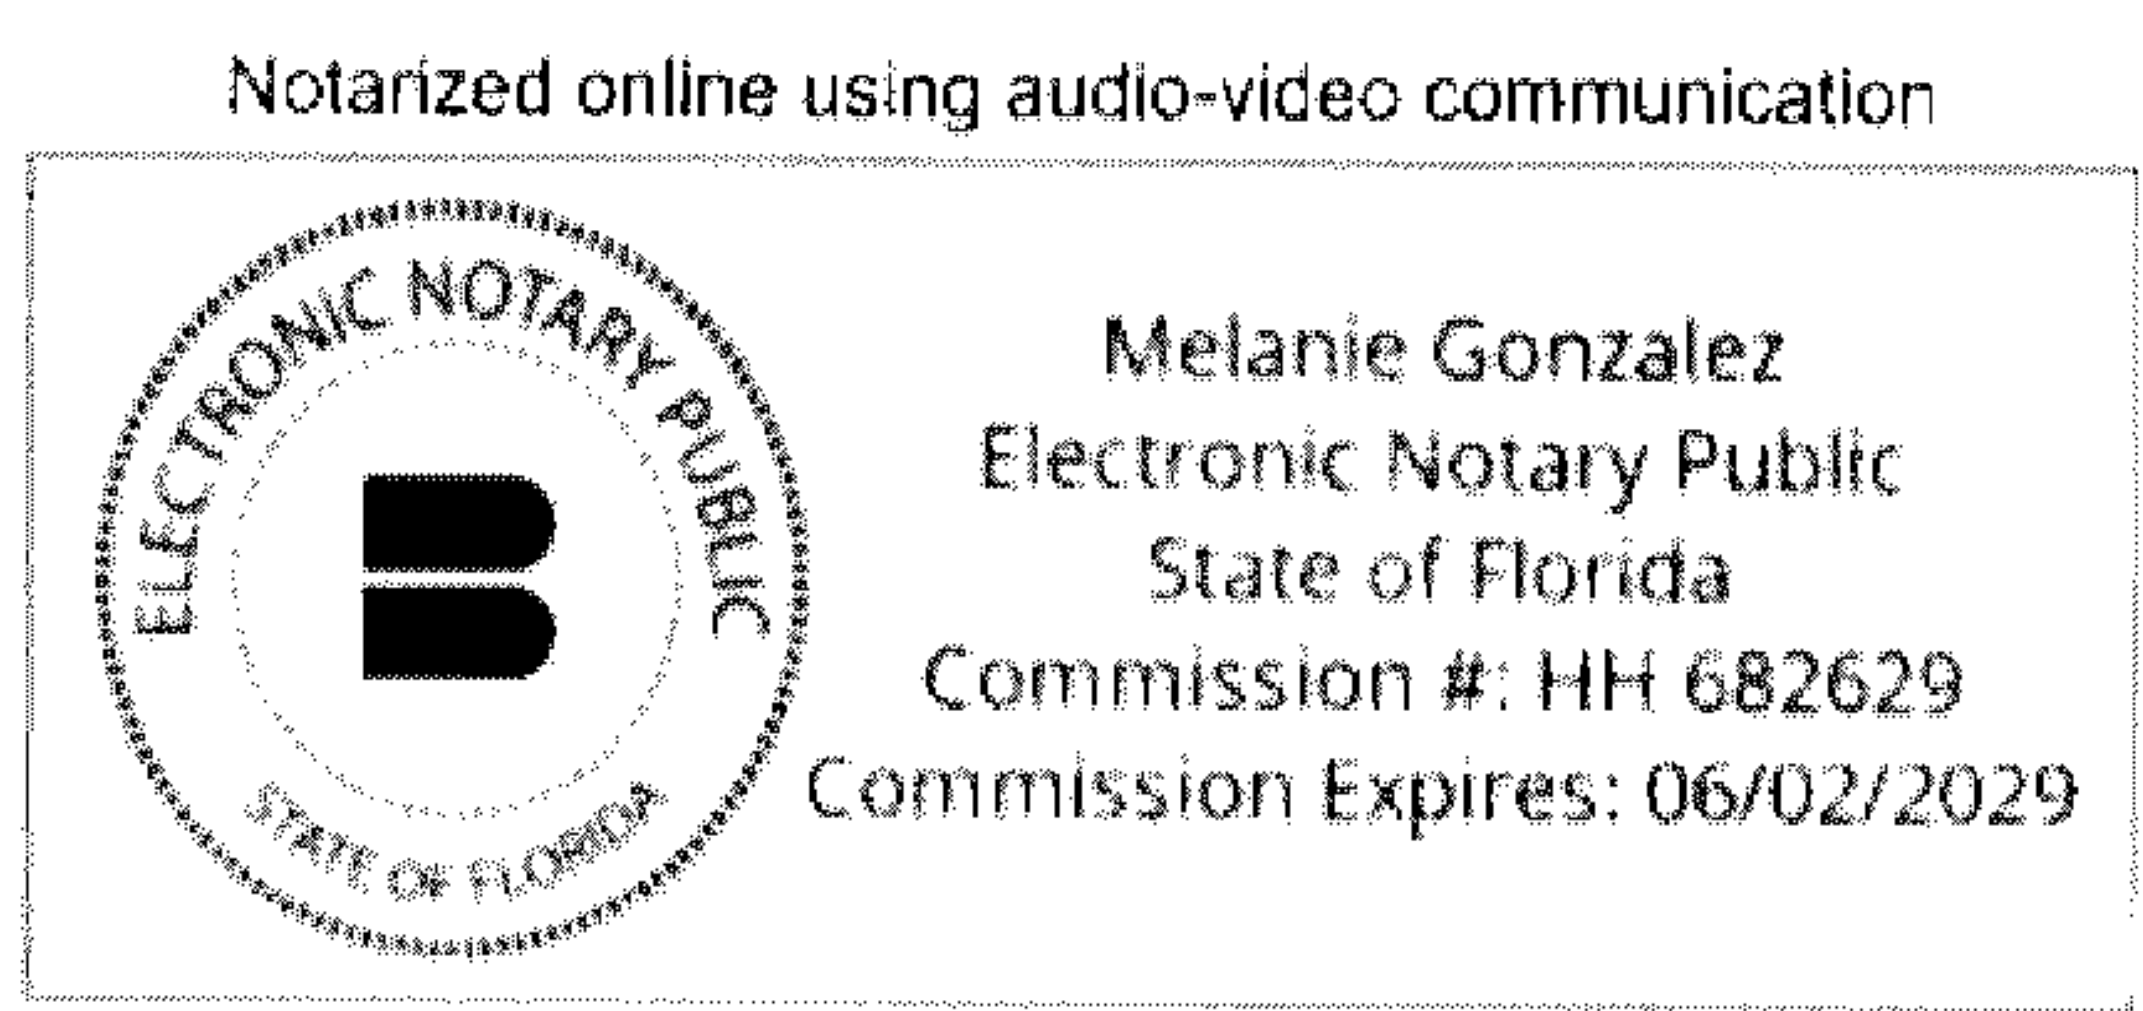 Notarized online using audio-video communication
ELECTRONIC NOTARY PUBLIC
B
STATE OF FLORIDA
Melanie Gonzalez
Electronic Notary Public
State of Florida
Commission #: HH 682629
Commission Expires: 06/02/2029